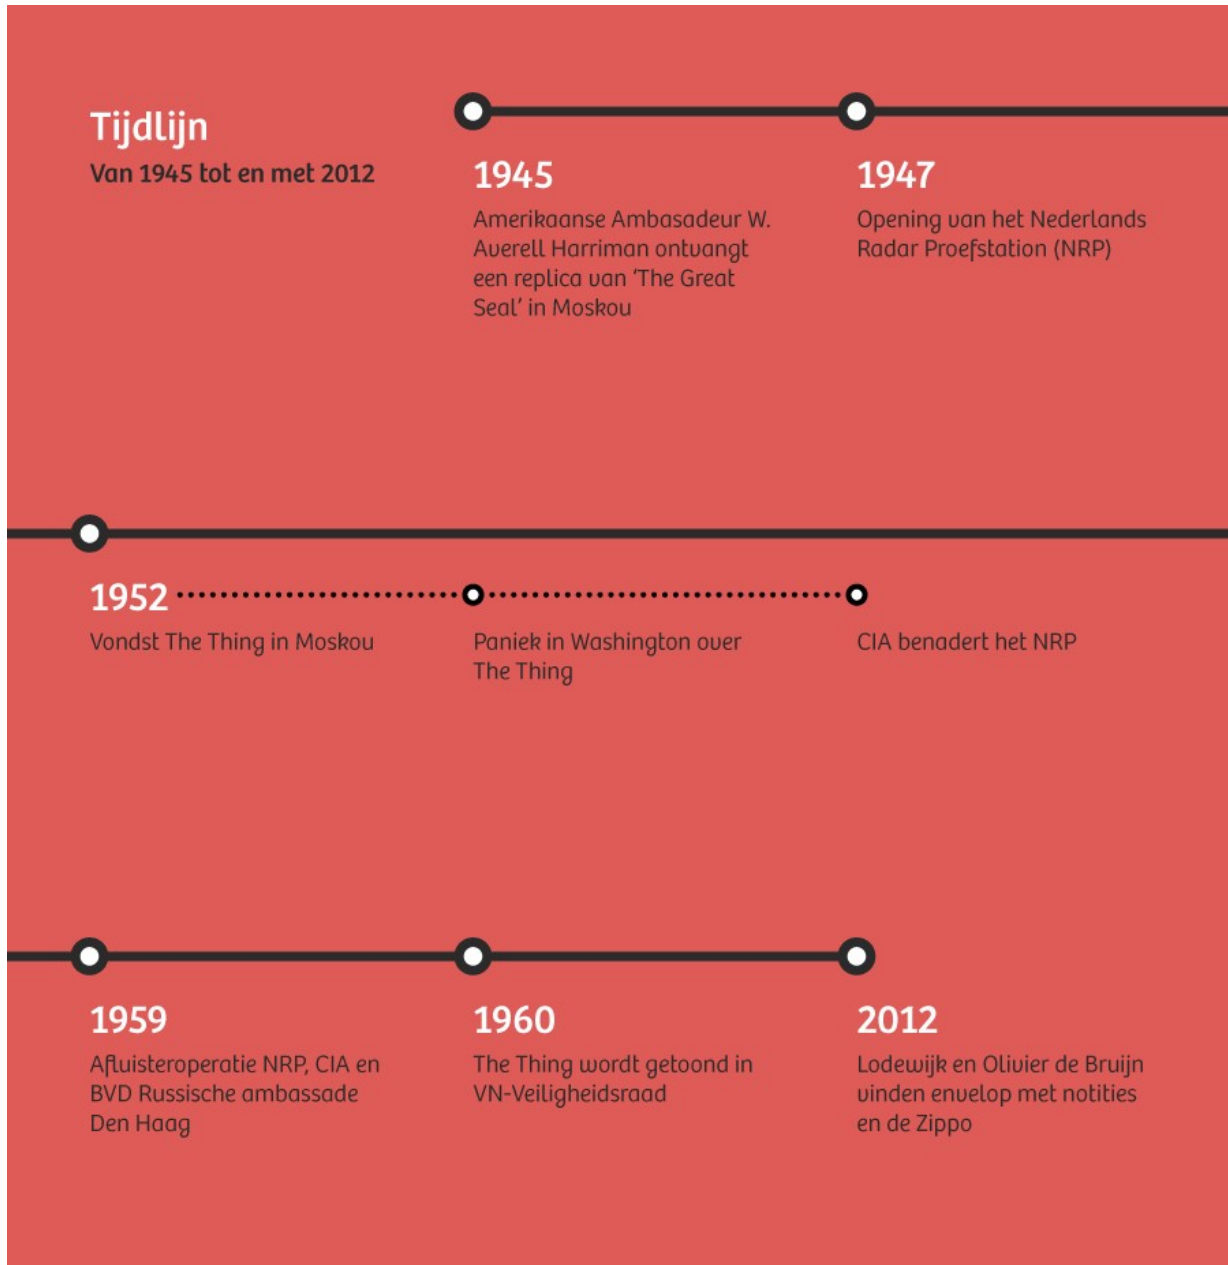 Tijdlijn
Van 1945 tot en met 2012
1945
Amerikaanse Ambasadeur W.
Averell Harriman ontvangt
een replica van ‘The Great
Seal’ in Moskou
1947
Opening van het Nederlands
Radar Proefstation (NRP)
1952
Vondst The Thing in Moskou
Paniek in Washington over
The Thing
CIA benadert het NRP
1959
Afluisteroperatie NRP, CIA en
BVD Russische ambassade
Den Haag
1960
The Thing wordt getoond in
VN-Veiligheidsraad
2012
Lodewijk en Olivier de Bruijn
vinden envelop met notities
en de Zippo